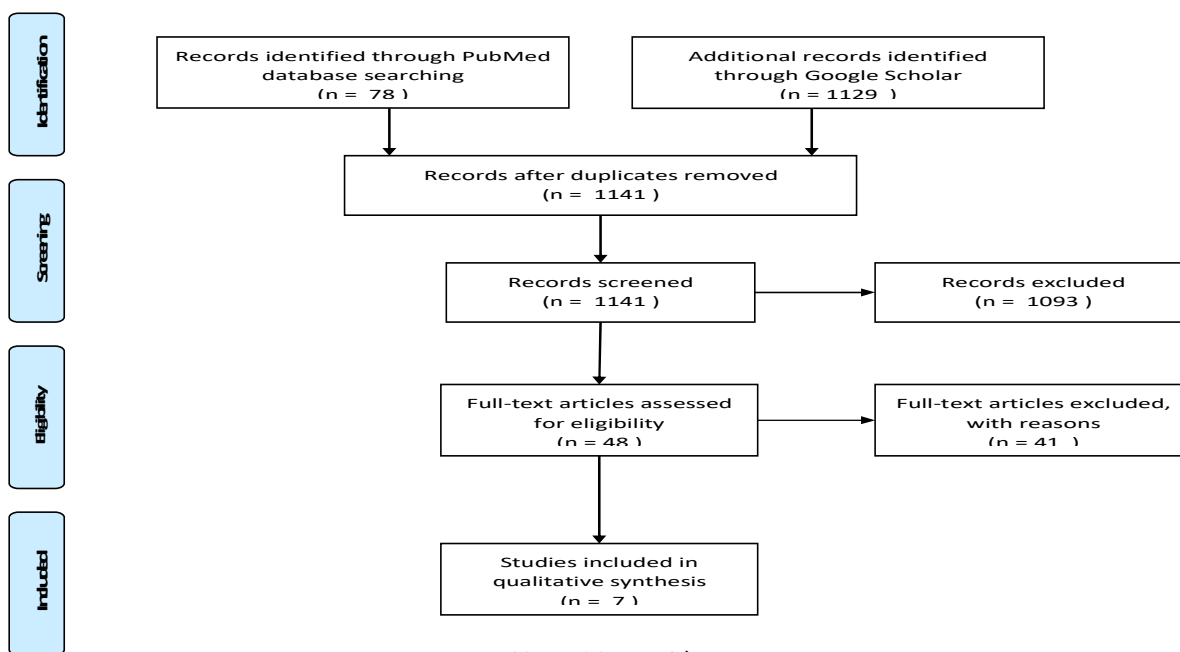 Identification
Records identified through PubMed
database searching
(n = 78 )
Additional records identified
through Google Scholar
(n = 1129 )
Records after duplicates removed
(n = 1141 )
Screening
Records screened
(n = 1141 )
Records excluded
(n = 1093 )
Eligibility
Full-text articles assessed
for eligibility
(n = 48 )
Full-text articles excluded,
with reasons
(n = 41 )
Included
Studies included in
qualitative synthesis
(n = 7 )